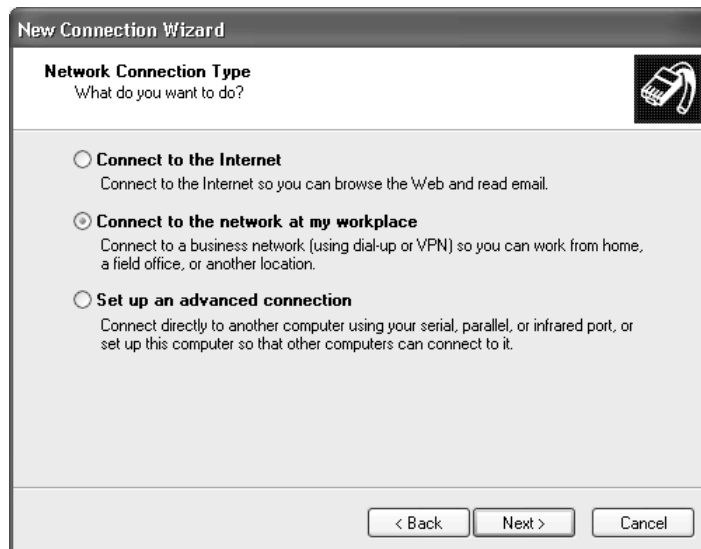 New Connection Wizard
Network Connection Type
What do you want to do?
Connect to the Internet
Connect to the Internet so you can browse the Web and read email.
Connect to the network at my workplace
Connect to a business network (using dial-up or VPN) so you can work from home,
a field office, or another location.
Set up an advanced connection
Connect directly to another computer using your serial, parallel, or infrared port, or
set up this computer so that other computers can connect to it.
< Back
Next >
Cancel